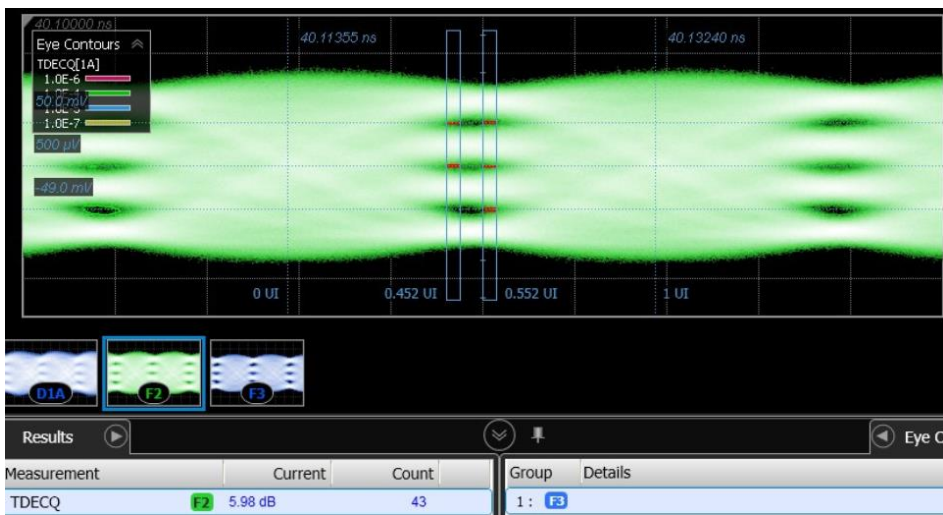 40.10000 ns
40.11355 ns
40.13240 ns
Eye Contours
TDECQ[1A]
1.0E-6
50.0 mV
1.0E-7
500 µV
-49.0 mV
0 UI
0.452 UI
0.552 UI
1 UI
D1A
F2
F3
Results
Eye C
Measurement
Current
Count
Group
Details
TDECQ
F2
5.98 dB
43
1:
F3